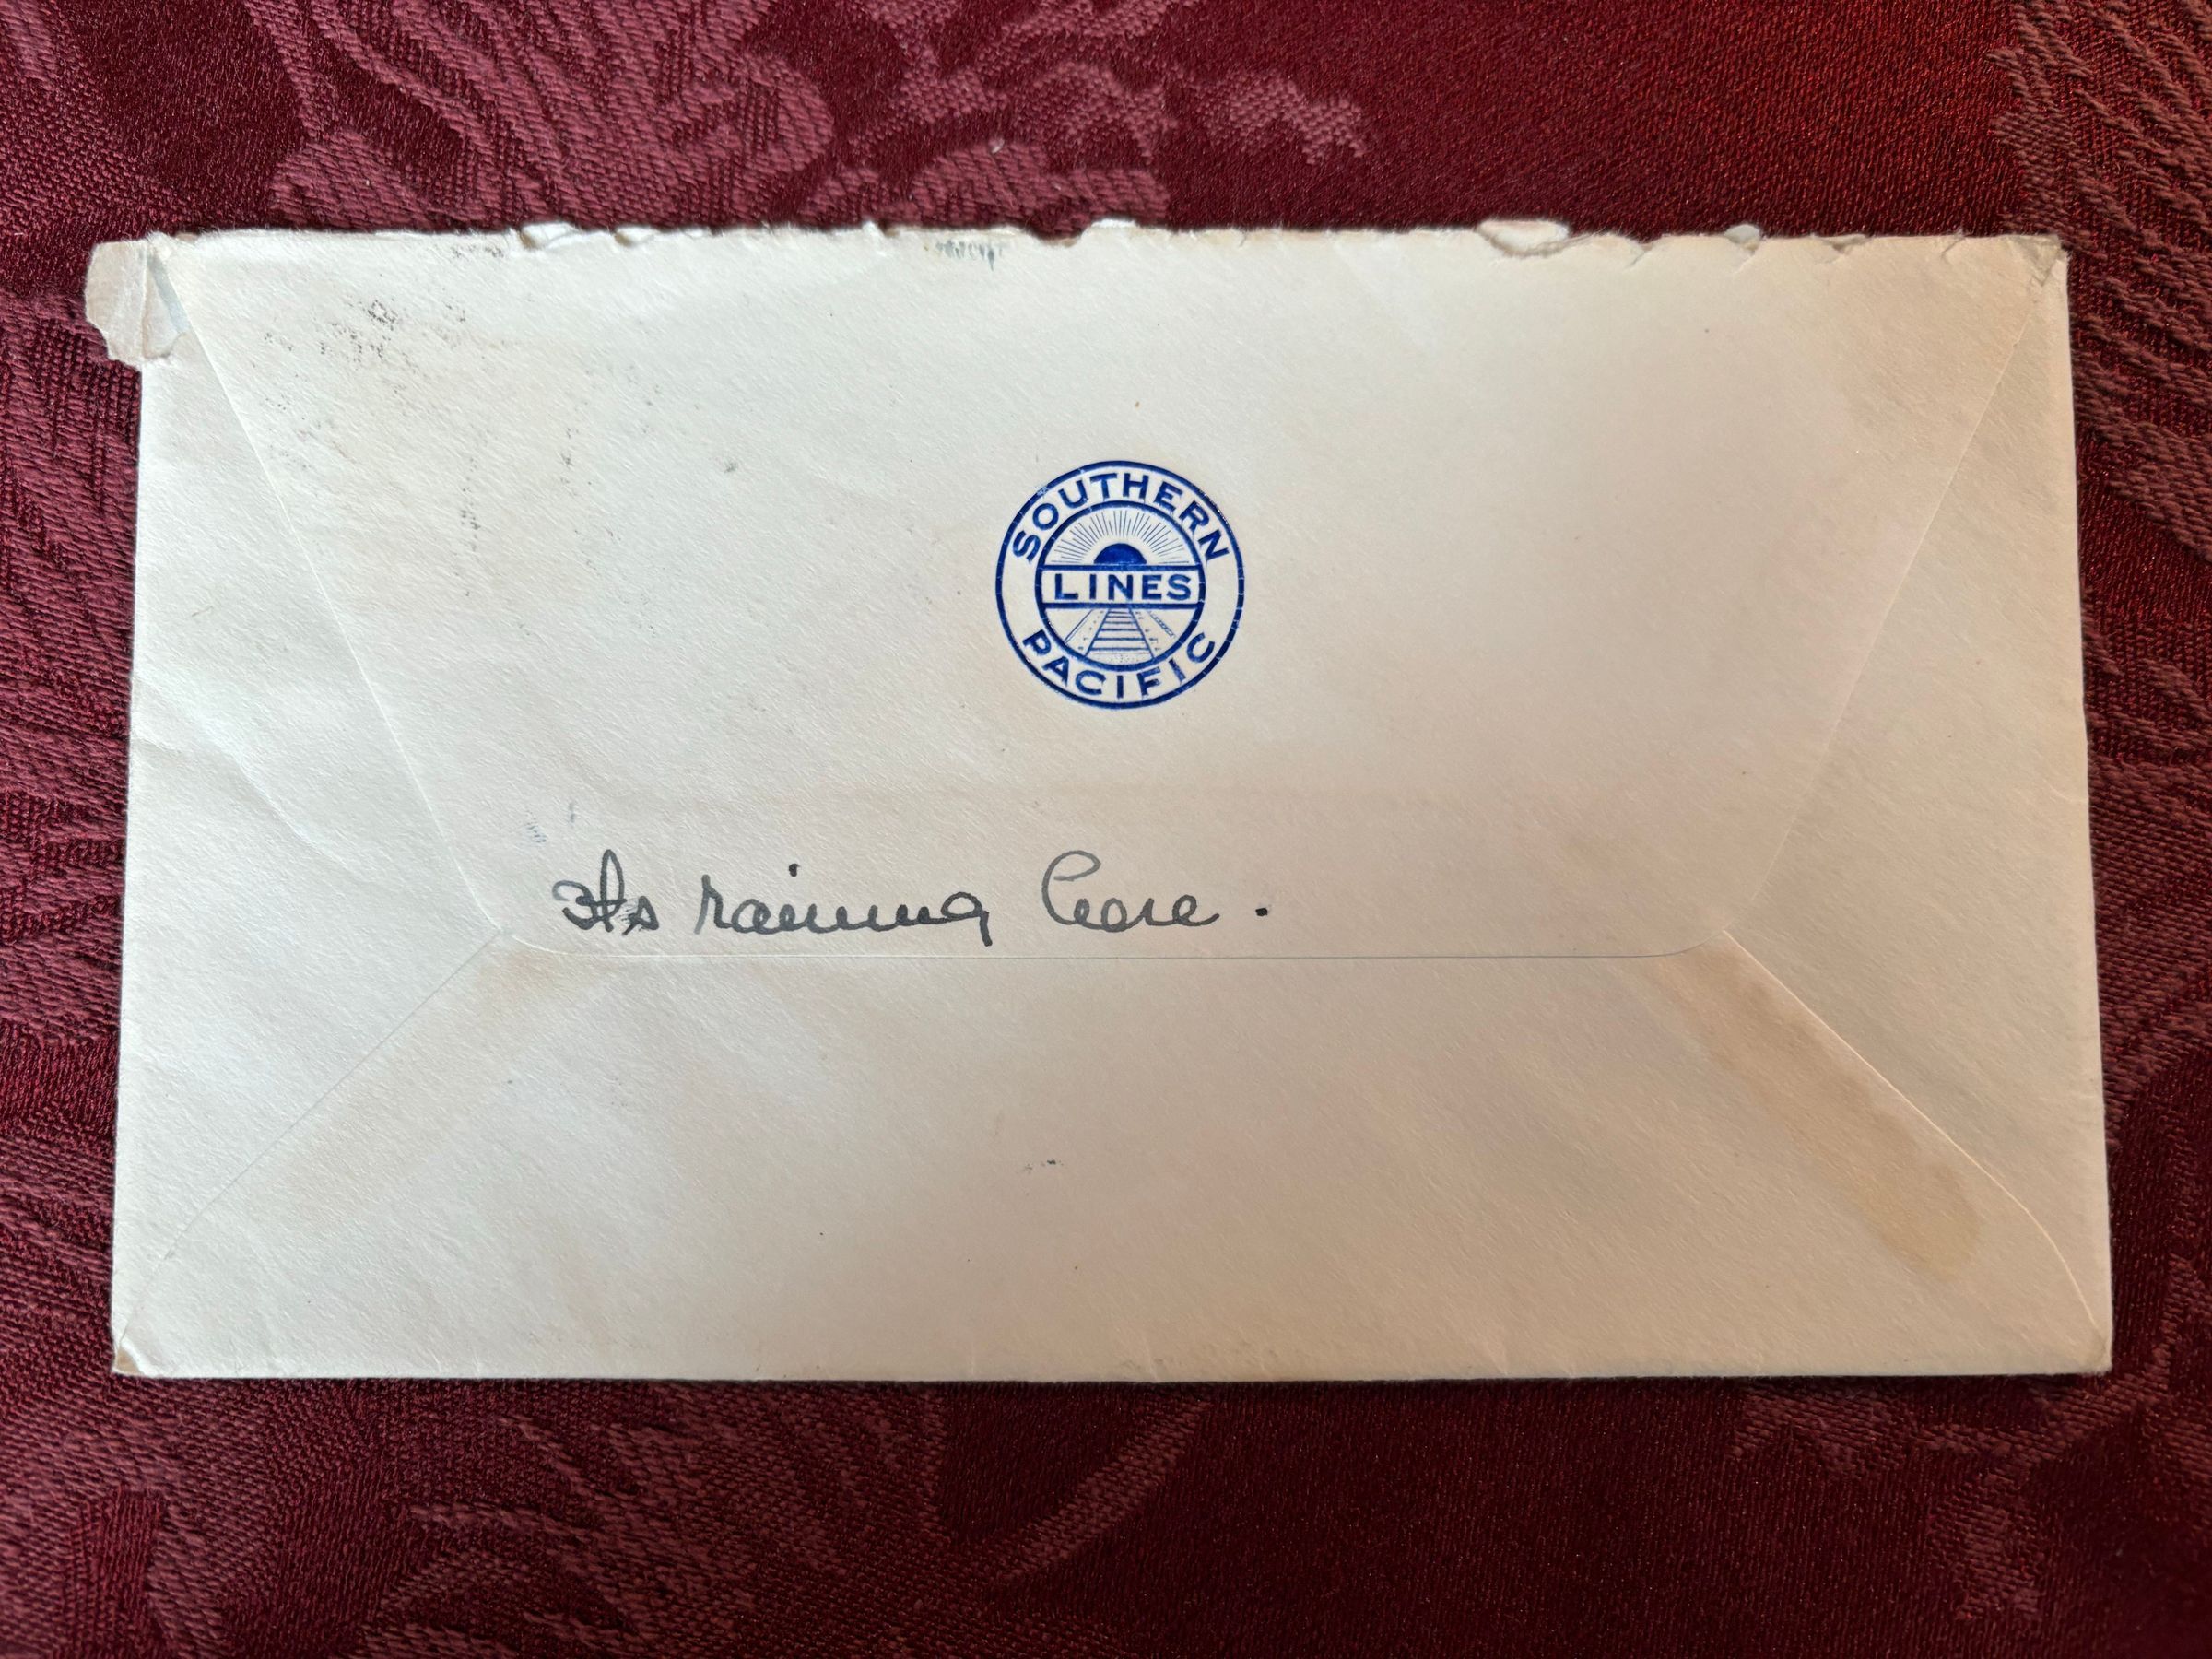 SOUTHERN
LINES
PACIFIC
Its raining here.